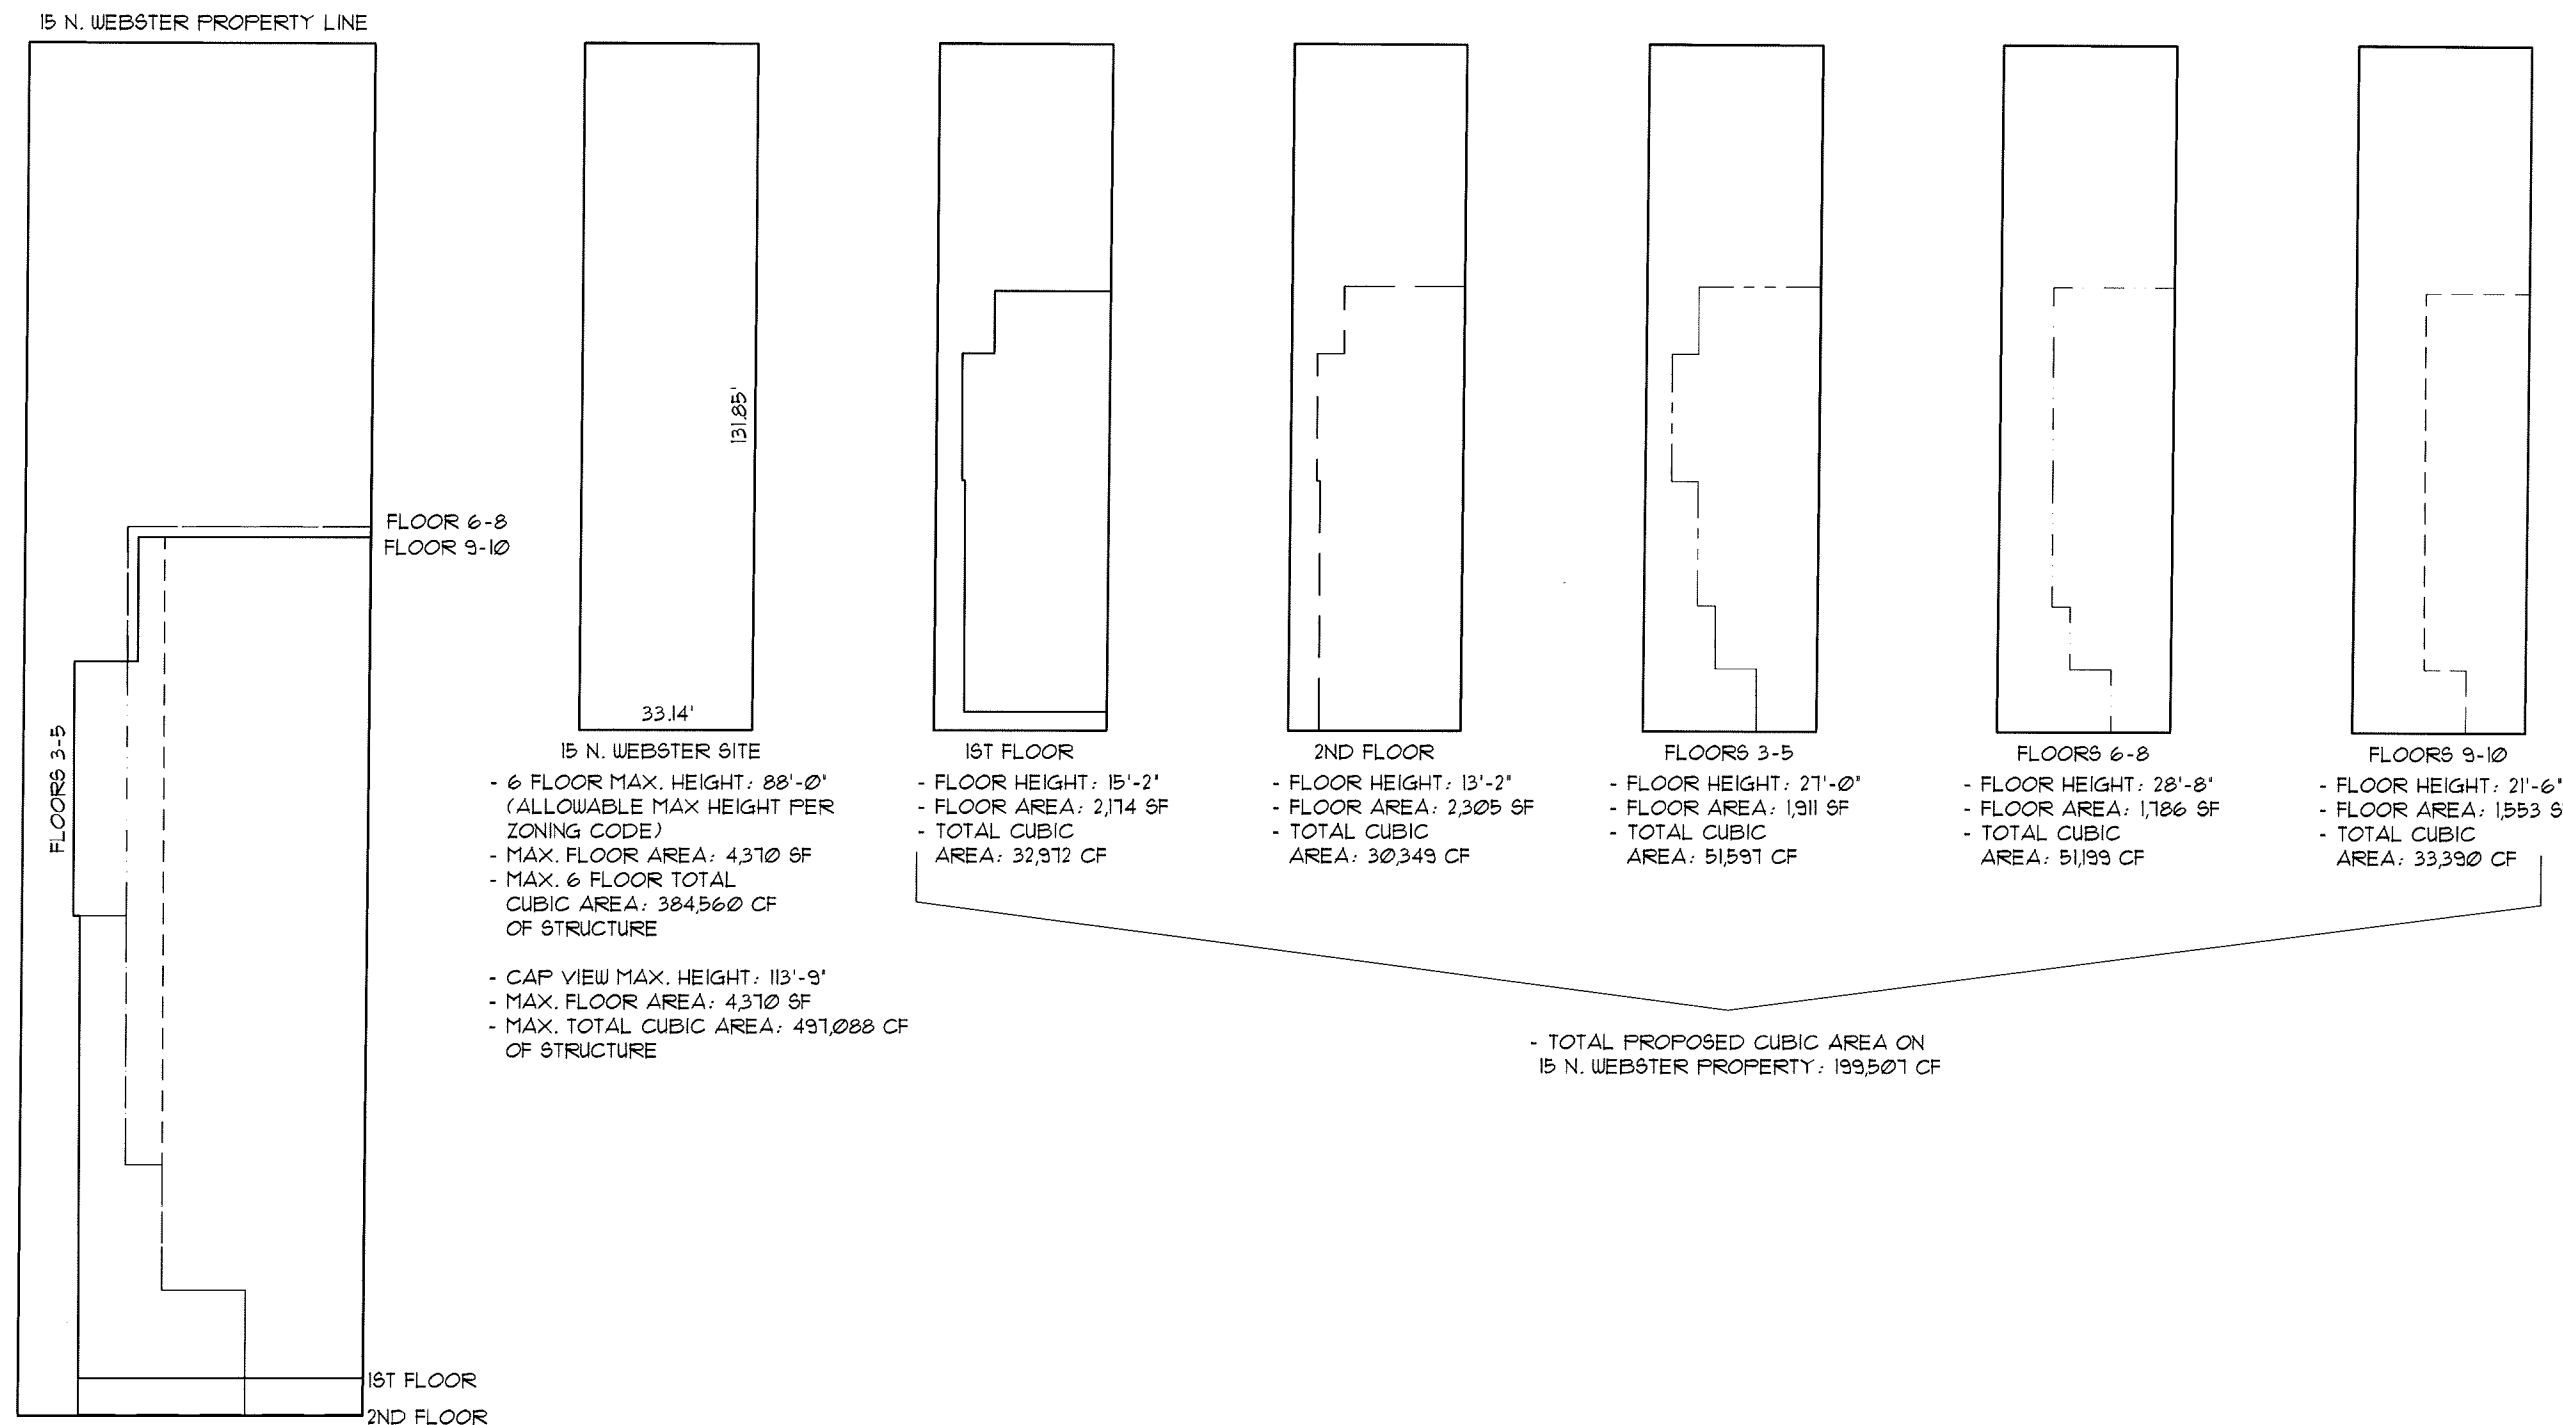 15 N. WEBSTER PROPERTY LINE
FLOOR 6-8
FLOOR 9-10
FLOORS 3-5
1ST FLOOR
2ND FLOOR
131.85'
33.14'
15 N. WEBSTER SITE
- 6 FLOOR MAX. HEIGHT: 88'-0"
(ALLOWABLE MAX HEIGHT PER
ZONING CODE)
- MAX. FLOOR AREA: 4,370 SF
- MAX. 6 FLOOR TOTAL
CUBIC AREA: 384,560 CF
OF STRUCTURE
- CAP VIEW MAX. HEIGHT: 113'-9"
- MAX. FLOOR AREA: 4,370 SF
- MAX. TOTAL CUBIC AREA: 497,088 CF
OF STRUCTURE
1ST FLOOR
- FLOOR HEIGHT: 15'-2"
- FLOOR AREA: 2,174 SF
- TOTAL CUBIC
AREA: 32,972 CF
2ND FLOOR
- FLOOR HEIGHT: 13'-2"
- FLOOR AREA: 2,305 SF
- TOTAL CUBIC
AREA: 30,349 CF
FLOORS 3-5
- FLOOR HEIGHT: 27'-0"
- FLOOR AREA: 1,911 SF
- TOTAL CUBIC
AREA: 51,597 CF
FLOORS 6-8
- FLOOR HEIGHT: 28'-8"
- FLOOR AREA: 1,786 SF
- TOTAL CUBIC
AREA: 51,199 CF
FLOORS 9-10
- FLOOR HEIGHT: 21'-6"
- FLOOR AREA: 1,553 S
- TOTAL CUBIC
AREA: 33,390 CF
- TOTAL PROPOSED CUBIC AREA ON
15 N. WEBSTER PROPERTY: 199,507 CF